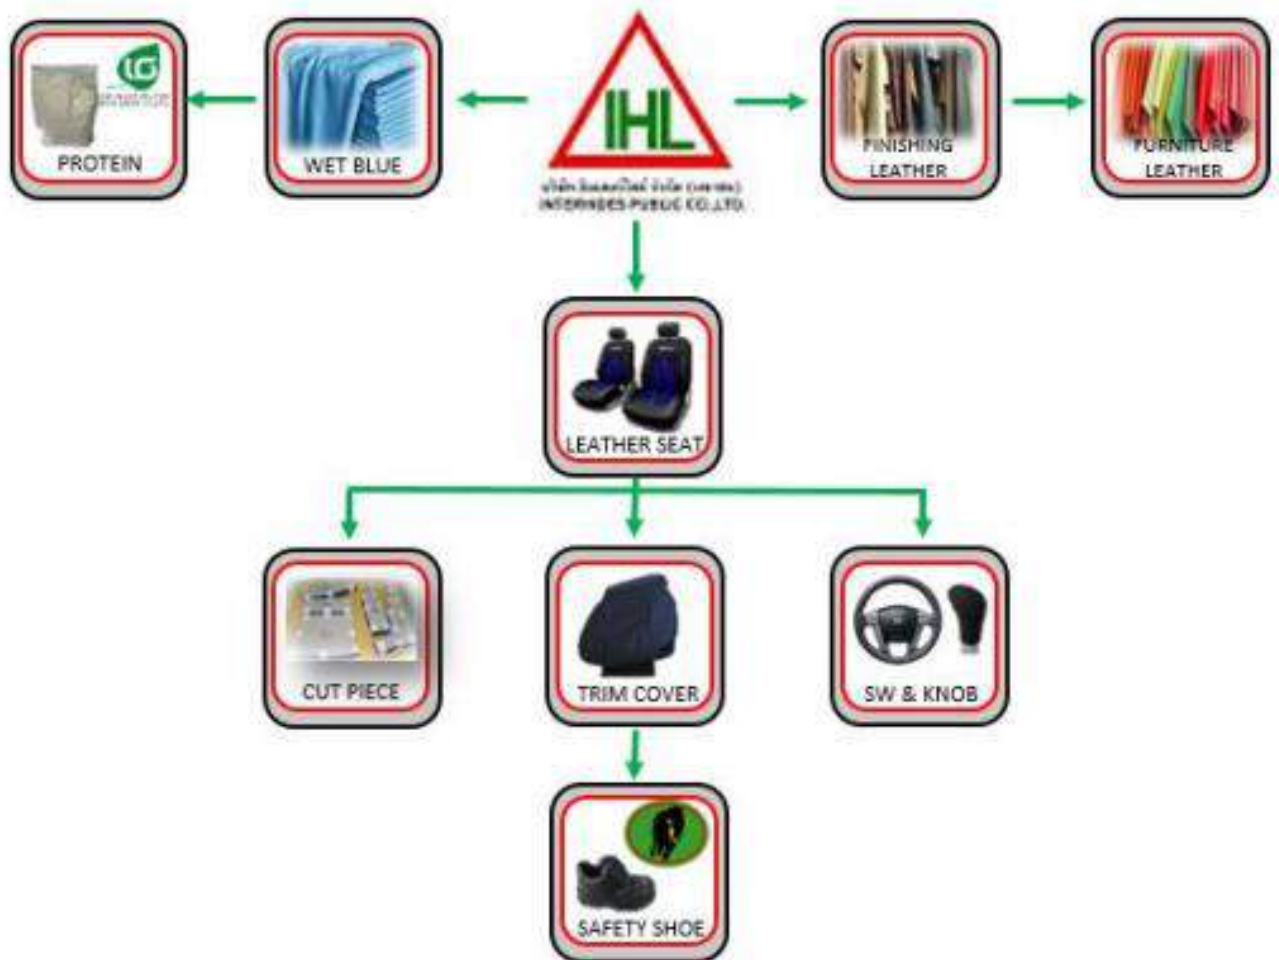 PROTEIN
WET BLUE
IHL
FINISHING
LEATHER
FURNITURE
LEATHER
PUBLIC CO.,LTD.
LEATHER SEAT
CUT PIECE
TRIM COVER
SW & KNOB
SAFETY SHOE